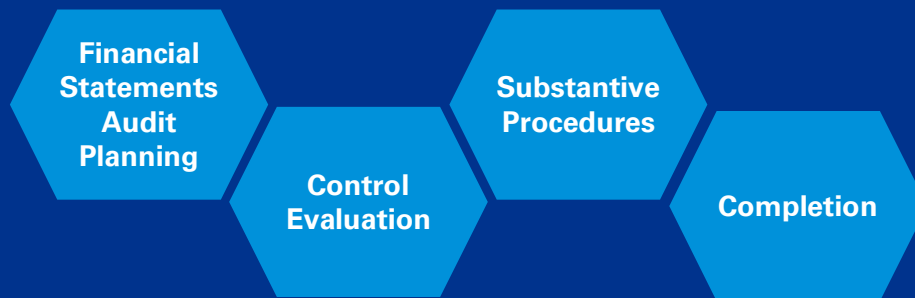 Financial
Statements
Audit
Planning
Control
Evaluation
Substantive
Procedures
Completion